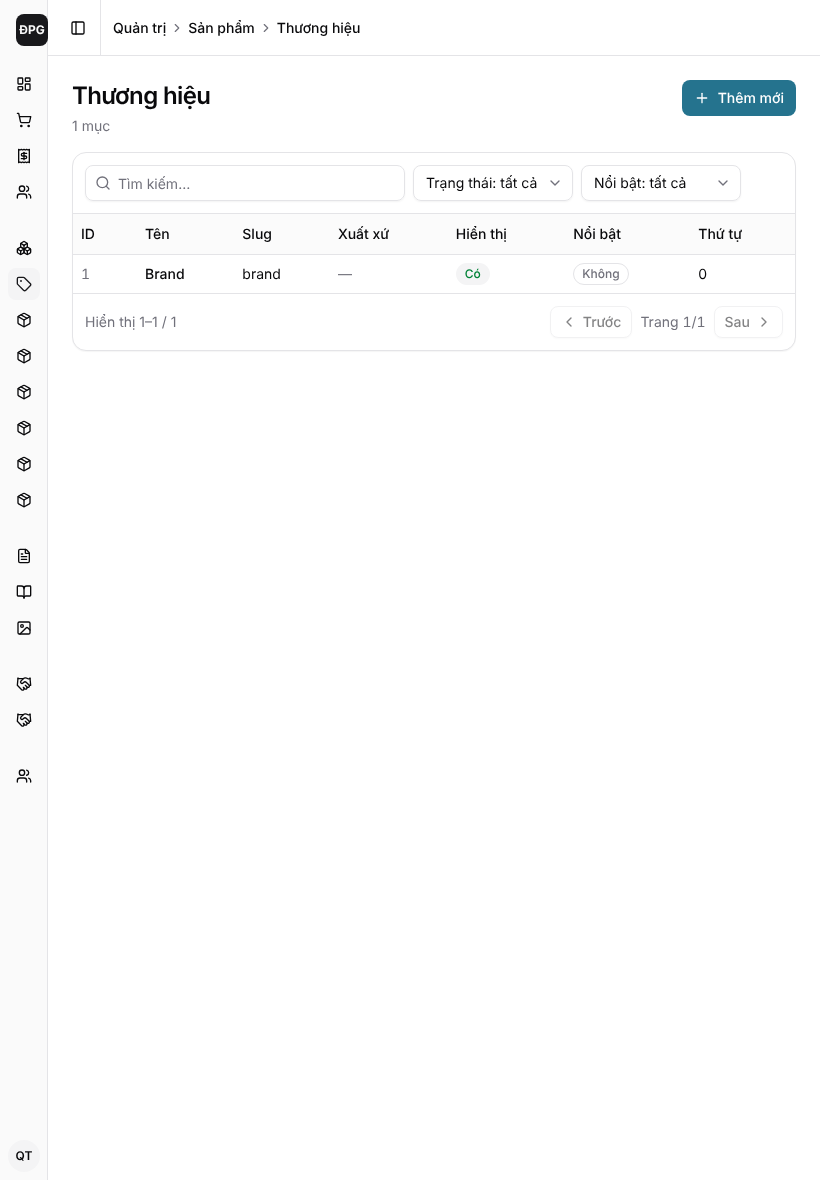 ĐPG
Quản trị > Sản phẩm > Thương hiệu
Thương hiệu
1 mục
+ Thêm mới
Tìm kiếm...
Trạng thái: tất cả
Nổi bật: tất cả
ID Tên Slug Xuất xứ Hiển thị Nổi bật Thứ tự
1 Brand brand — Có Không 0
Hiển thị 1–1 / 1
Trước Trang 1/1 Sau
QT